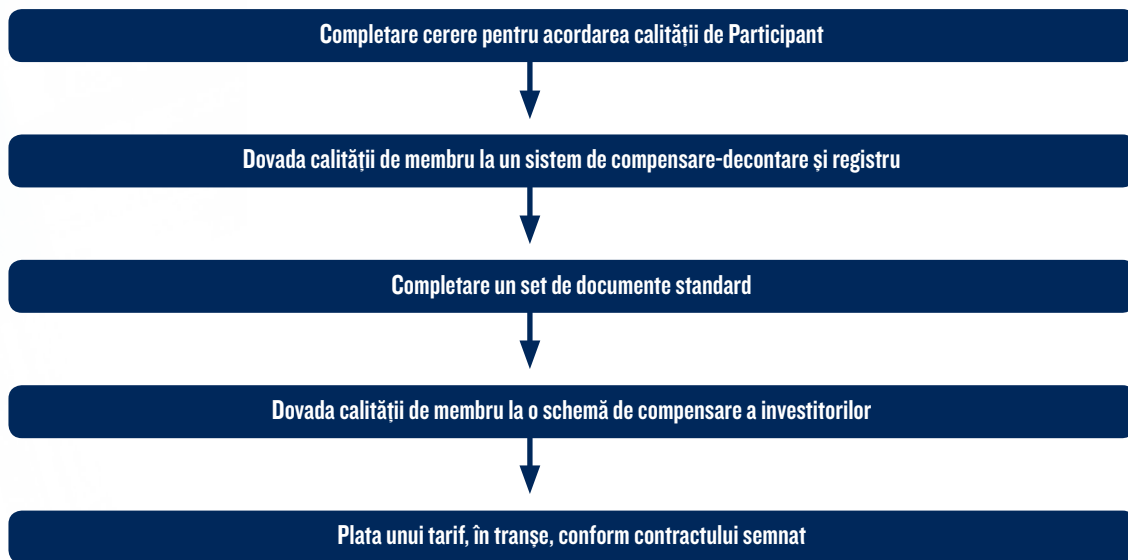 Completare cerere pentru acordarea calității de Participant
Dovada calității de membru la un sistem de compensare-decontare și registru
Completare un set de documente standard
Dovada calității de membru la o schemă de compensare a investitorilor
Plata unui tarif, în tranșe, conform contractului semnat